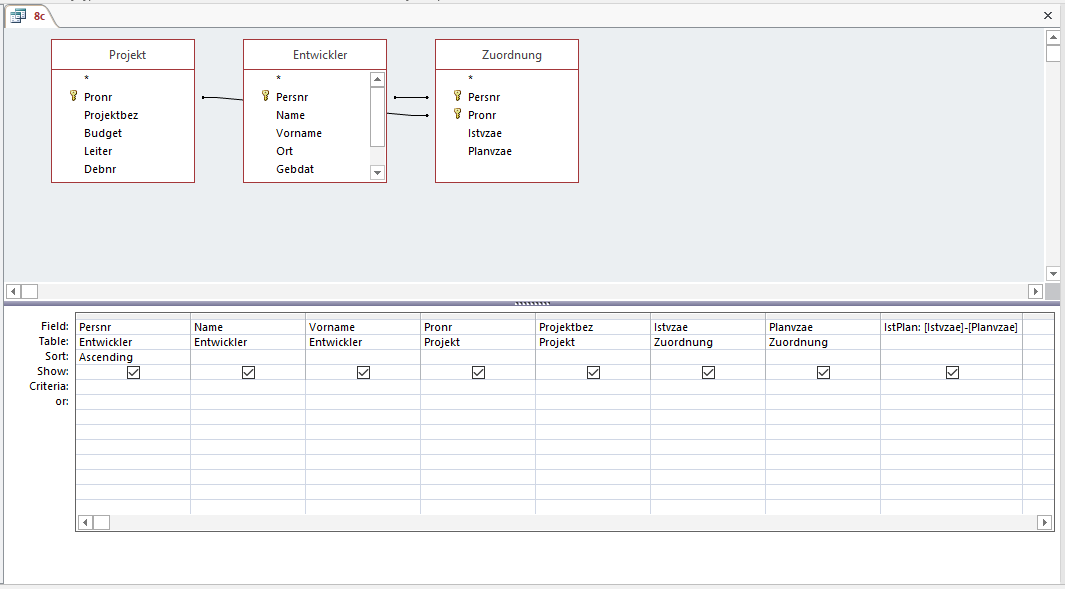 8c
Projekt
*
Pronr
Projektbez
Budget
Leiter
Debnr
Entwickler
*
Persnr
Name
Vorname
Ort
Gebdat
Zuordnung
*
Persnr
Pronr
Istvzae
Planvzae
Field: Persnr Name Vorname Pronr Projektbez Istvzae Planvzae IstPlan: [Istvzae]-[Planvzae]
Table: Entwickler Entwickler Entwickler Projekt Projekt Zuordnung Zuordnung
Sort: Ascending
Show:
Criteria:
or: